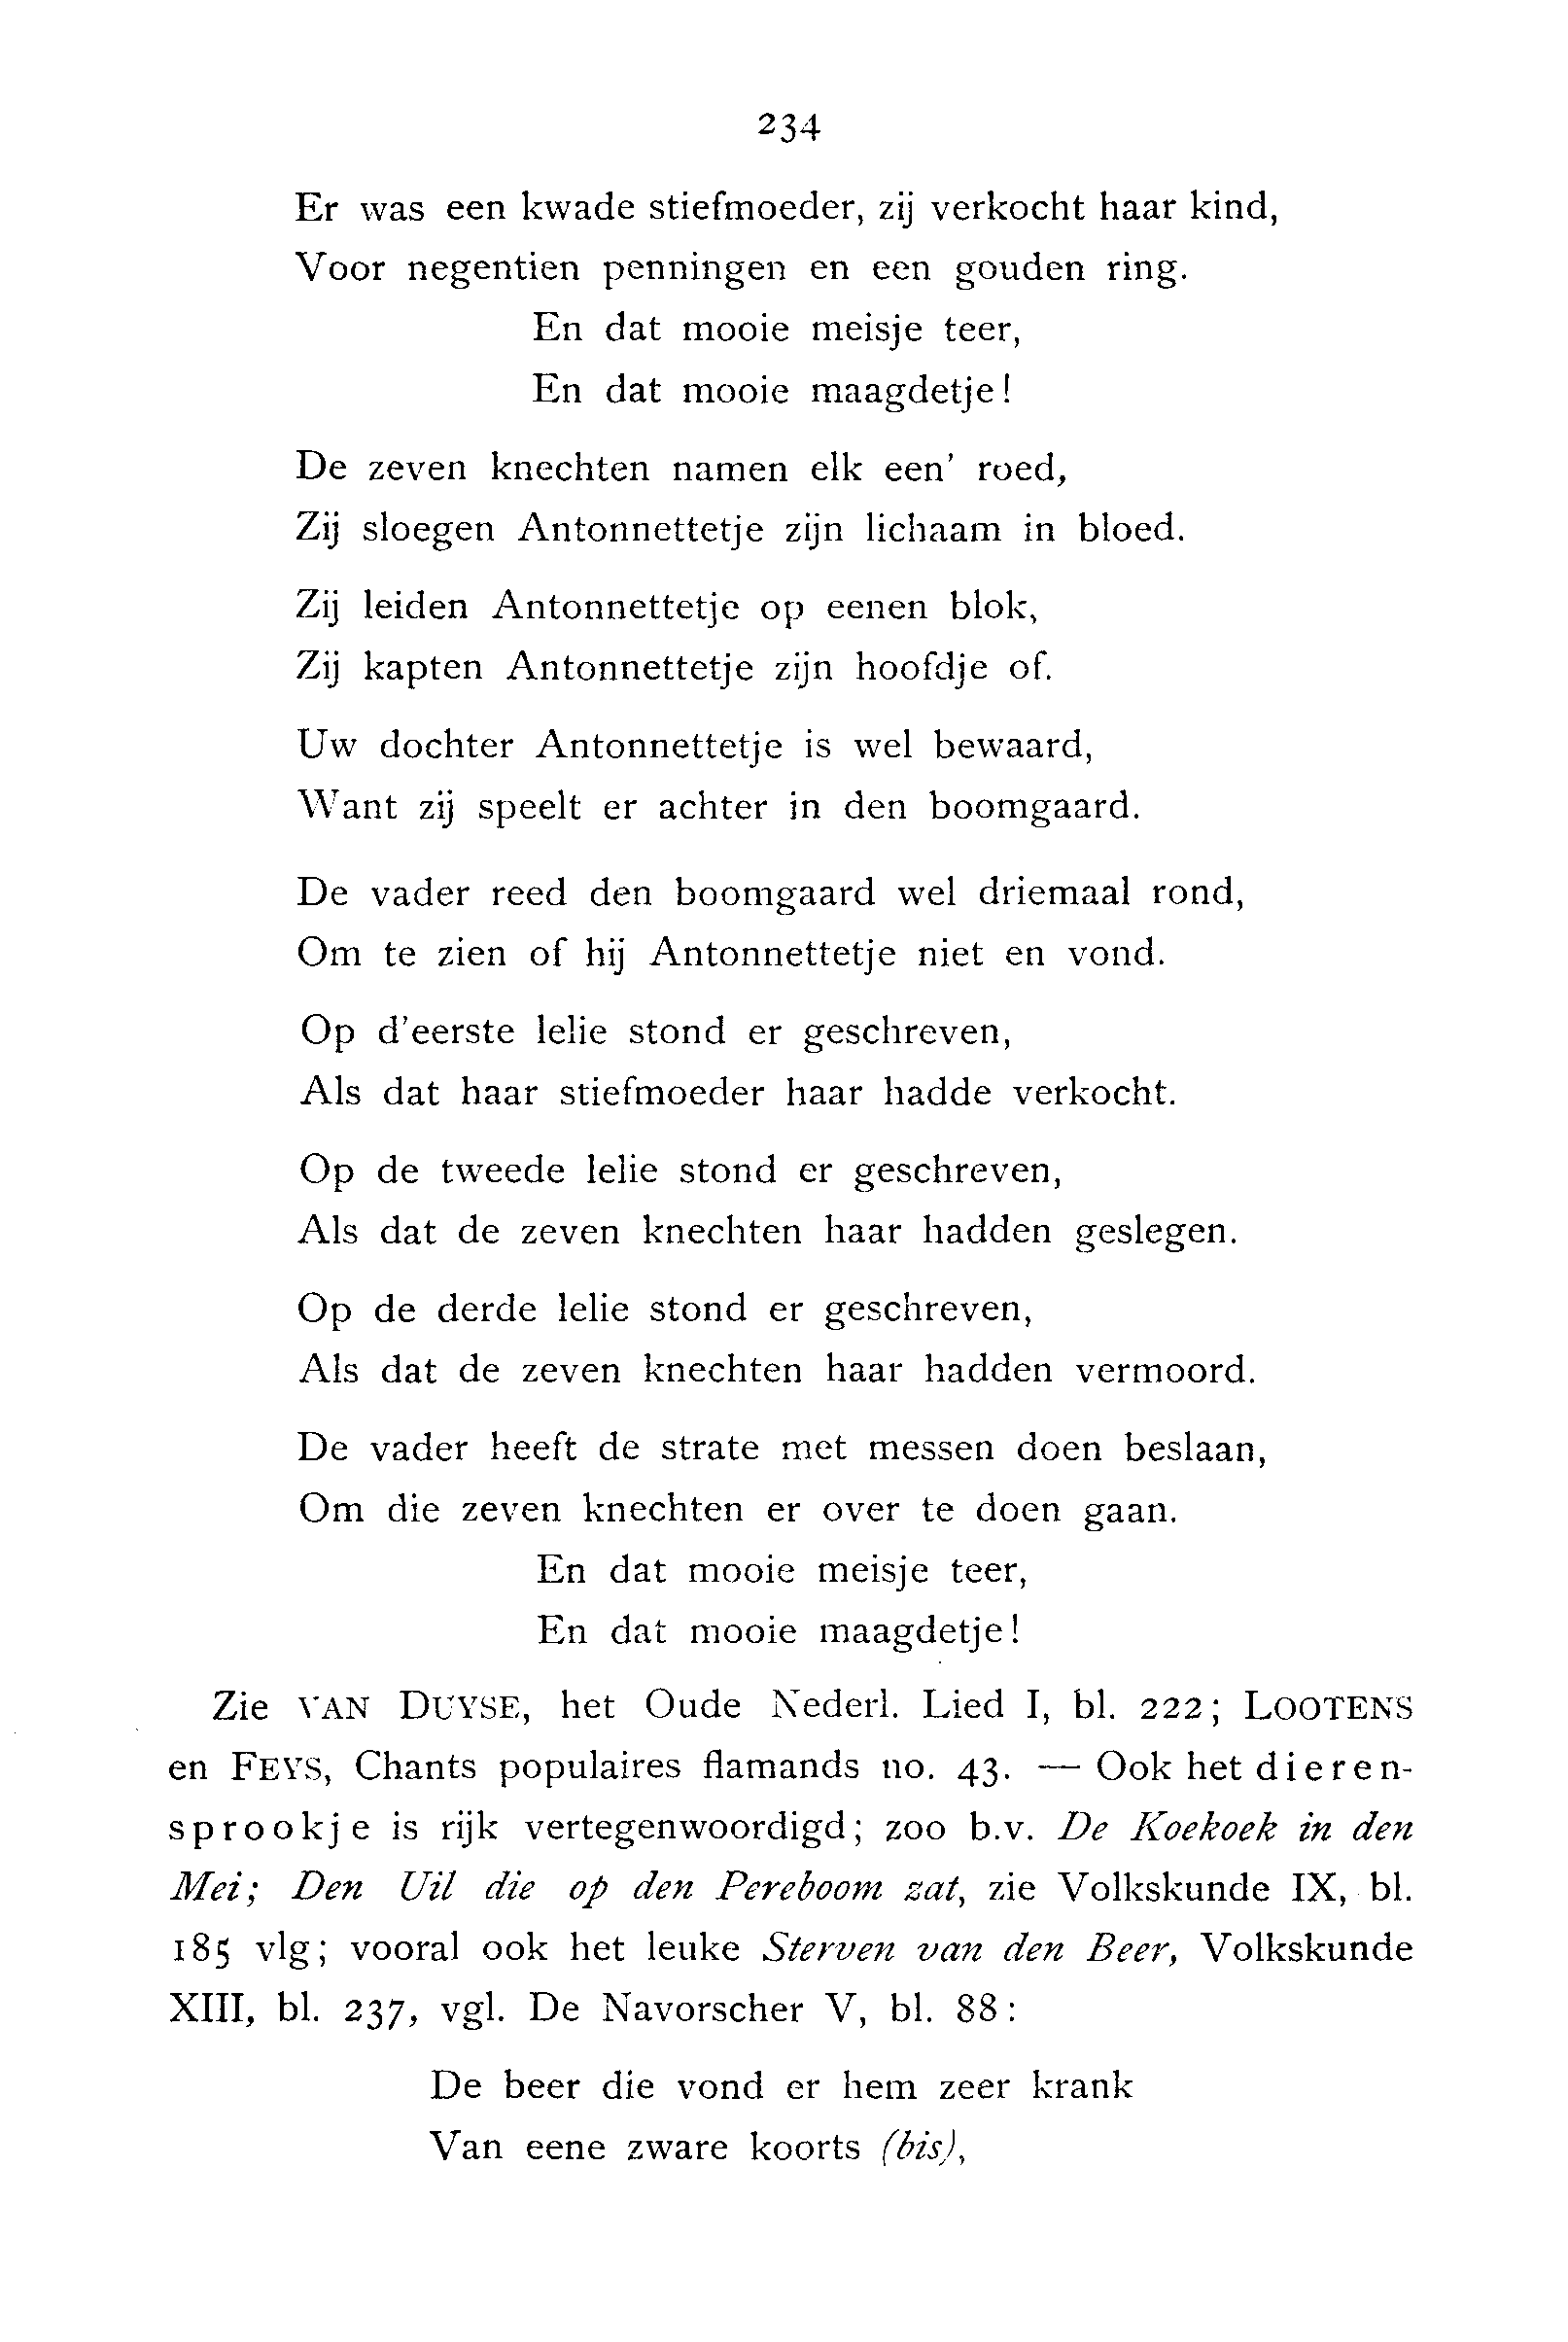 234
Er was een kwade stiefmoeder, zij verkocht haar kind,
Voor negentien penningen en een gouden ring.
En dat mooie meisje teer,
En dat mooie maagdetje!
De zeven knechten namen elk een' roed,
Zij sloegen Antonnettetje zijn lichaam in bloed.
Zij leiden Antonnettetje op eenen blok,
Zij kapten Antonnettetje zijn hoofdje of.
Uw dochter Antonnettetje is wel bewaard,
Want zij speelt er achter in den boomgaard.
De vader reed den boomgaard wel driemaal rond,
Om te zien of hij Antonnettetje niet en vond.
Op d'eerste lelie stond er geschreven,
Als dat haar stiefmoeder haar hadde verkocht.
Op de tweede lelie stond er geschreven,
Als dat de zeven knechten haar hadden geslegen.
Op de derde lelie stond er geschreven,
Als dat de zeven knechten haar hadden vermoord.
De vader heeft de strate met messen doen beslaan,
Om die zeven knechten er over te doen gaan.
En dat mooie meisje teer,
En dat mooie maagdetje!
Zie VAN DUYSE, het Oude Nederl. Lied I, bl. 222; LOOTENS
en FEYS, Chants populaires flamands no. 43. — Ook het dieren-
sprookje is rijk vertegenwoordigd; zoo b.v. De Koekoek in den
Mei; Den Uil die op den Pereboom zat, zie Volkskunde IX, bl.
185 vlg; vooral ook het leuke Sterven van den Beer, Volkskunde
XIII, bl. 237, vgl. De Navorscher V, bl. 88:
De beer die vond er hem zeer krank
Van eene zware koorts (bis),